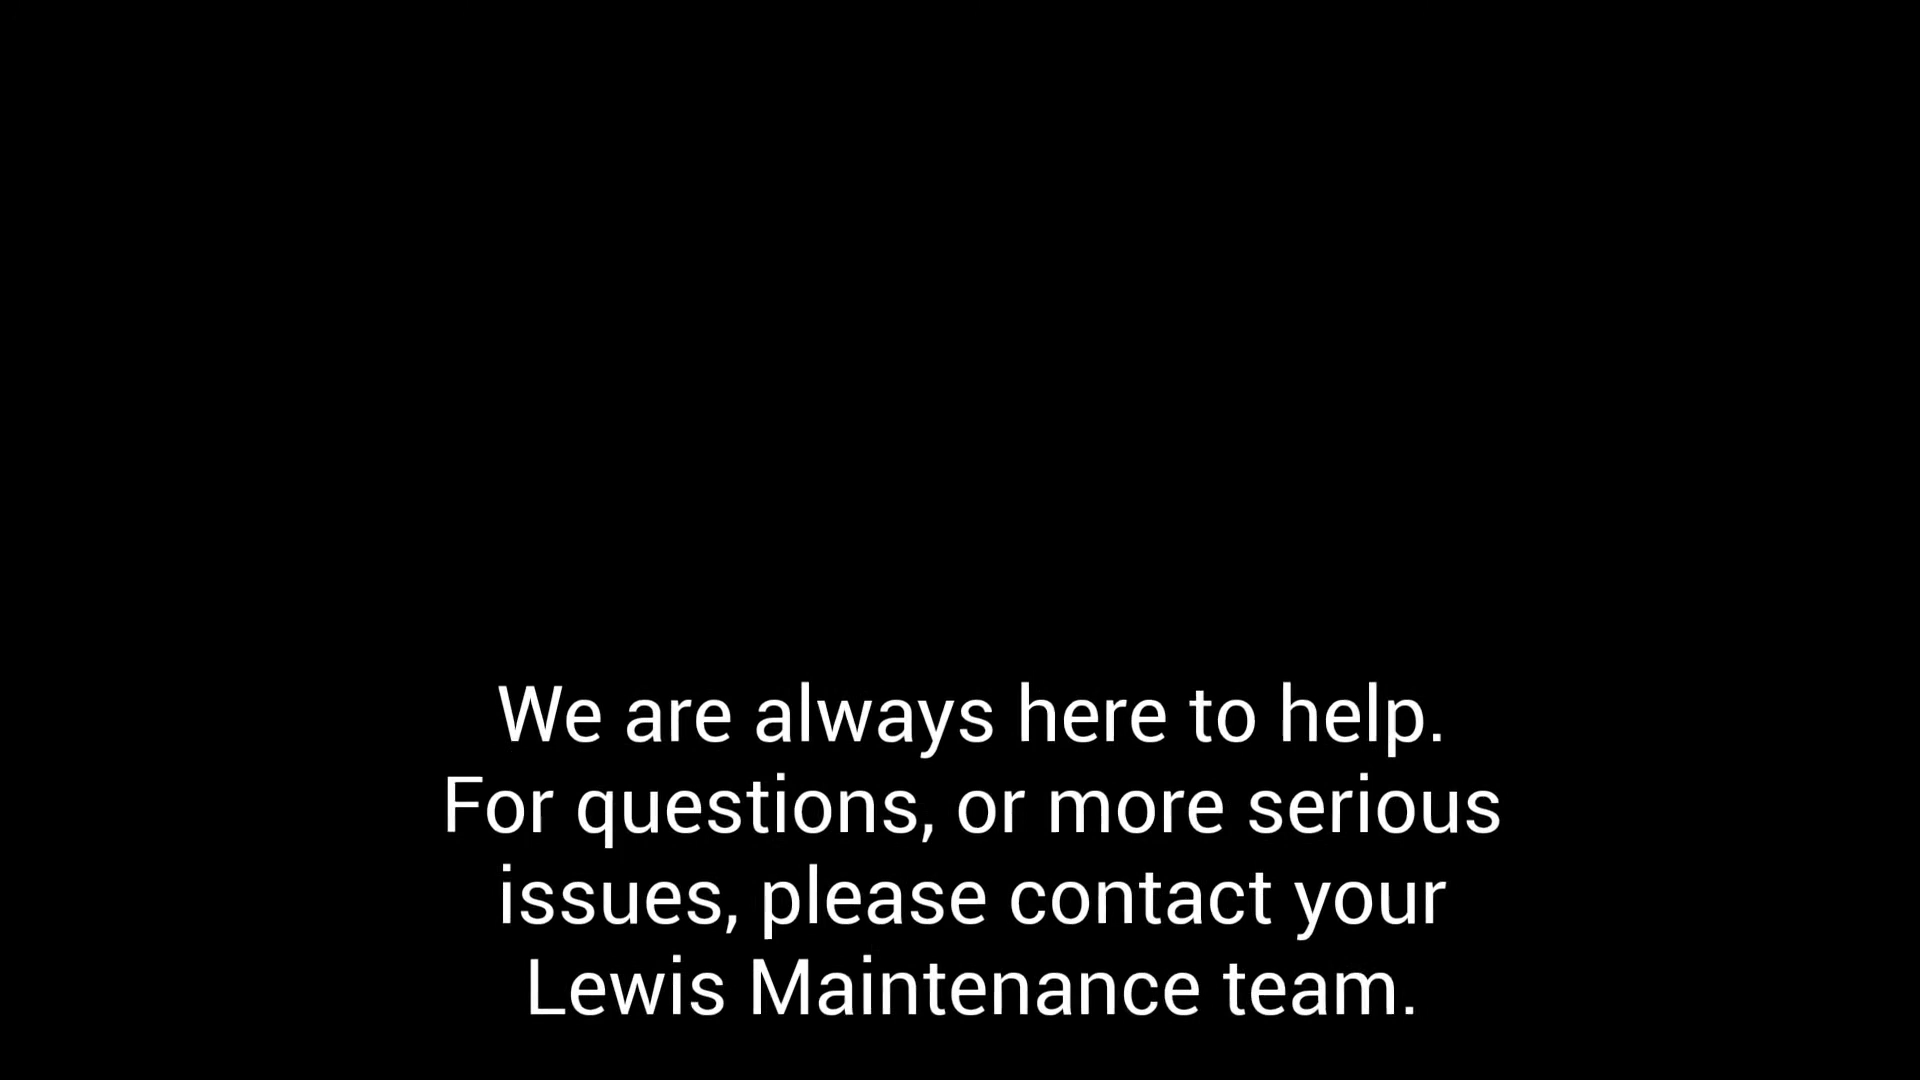 We are always here to help.
For questions, or more serious
issues, please contact your
Lewis Maintenance team.